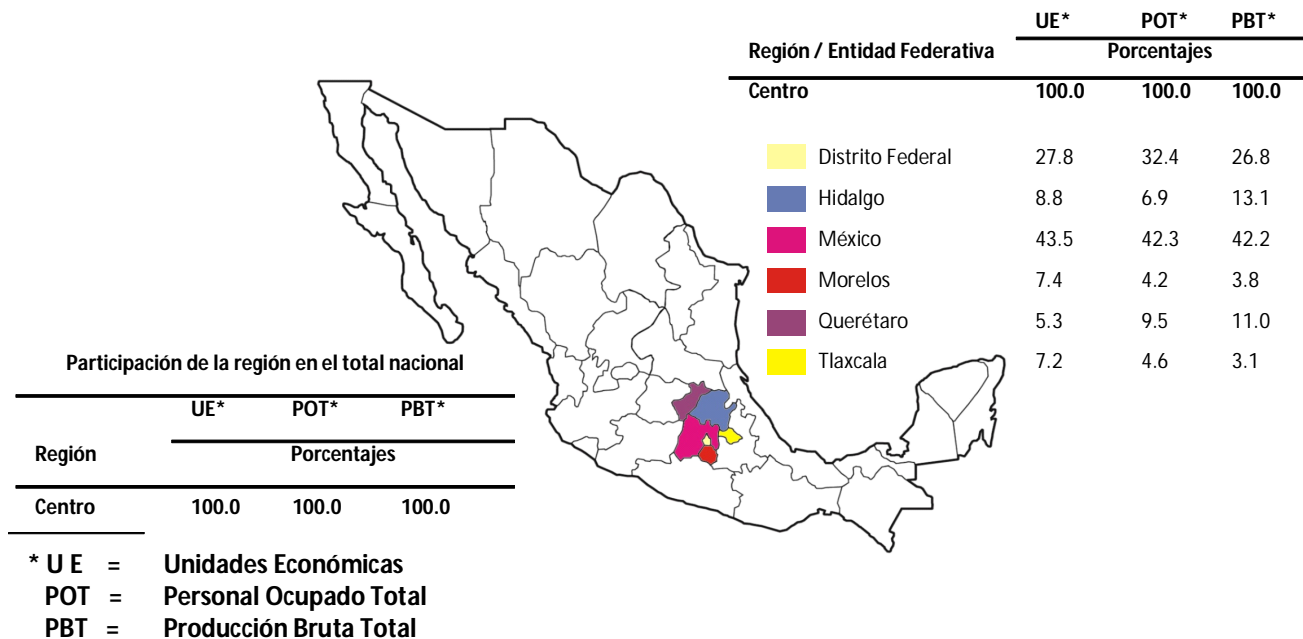 UE* POT* PBT*
Región / Entidad Federativa Porcentajes
Centro 100.0 100.0 100.0
Distrito Federal 27.8 32.4 26.8
Hidalgo 8.8 6.9 13.1
México 43.5 42.3 42.2
Morelos 7.4 4.2 3.8
Querétaro 5.3 9.5 11.0
Tlaxcala 7.2 4.6 3.1
Participación de la región en el total nacional
UE* POT* PBT*
Región Porcentajes
Centro 100.0 100.0 100.0
* U E = Unidades Económicas
POT = Personal Ocupado Total
PBT = Producción Bruta Total